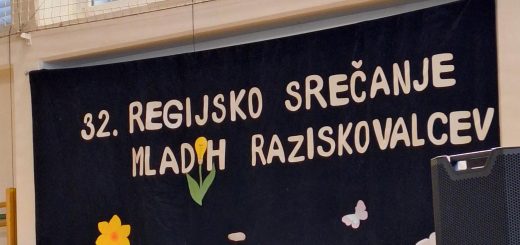 32. REGIJSKO SREČANJE
MLADIH RAZISKOVALCEV